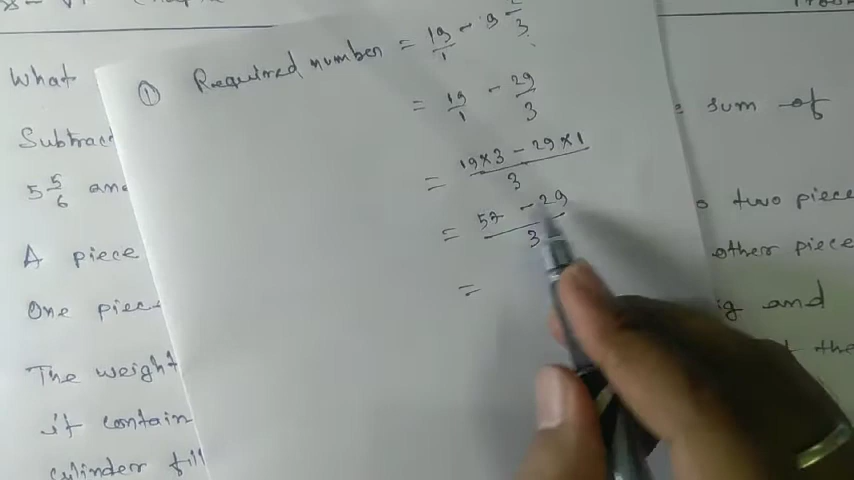 What
Subtract
5 5/6 and
A piece
One piece
The weight
it contain
cylinder fill
① Required number = 19/1 - 9 2/3
= 19/1 - 29/3
= 19×3 - 29×1 / 3
= 57 - 29 / 3
=
sum of
two piece
other piece
and
the